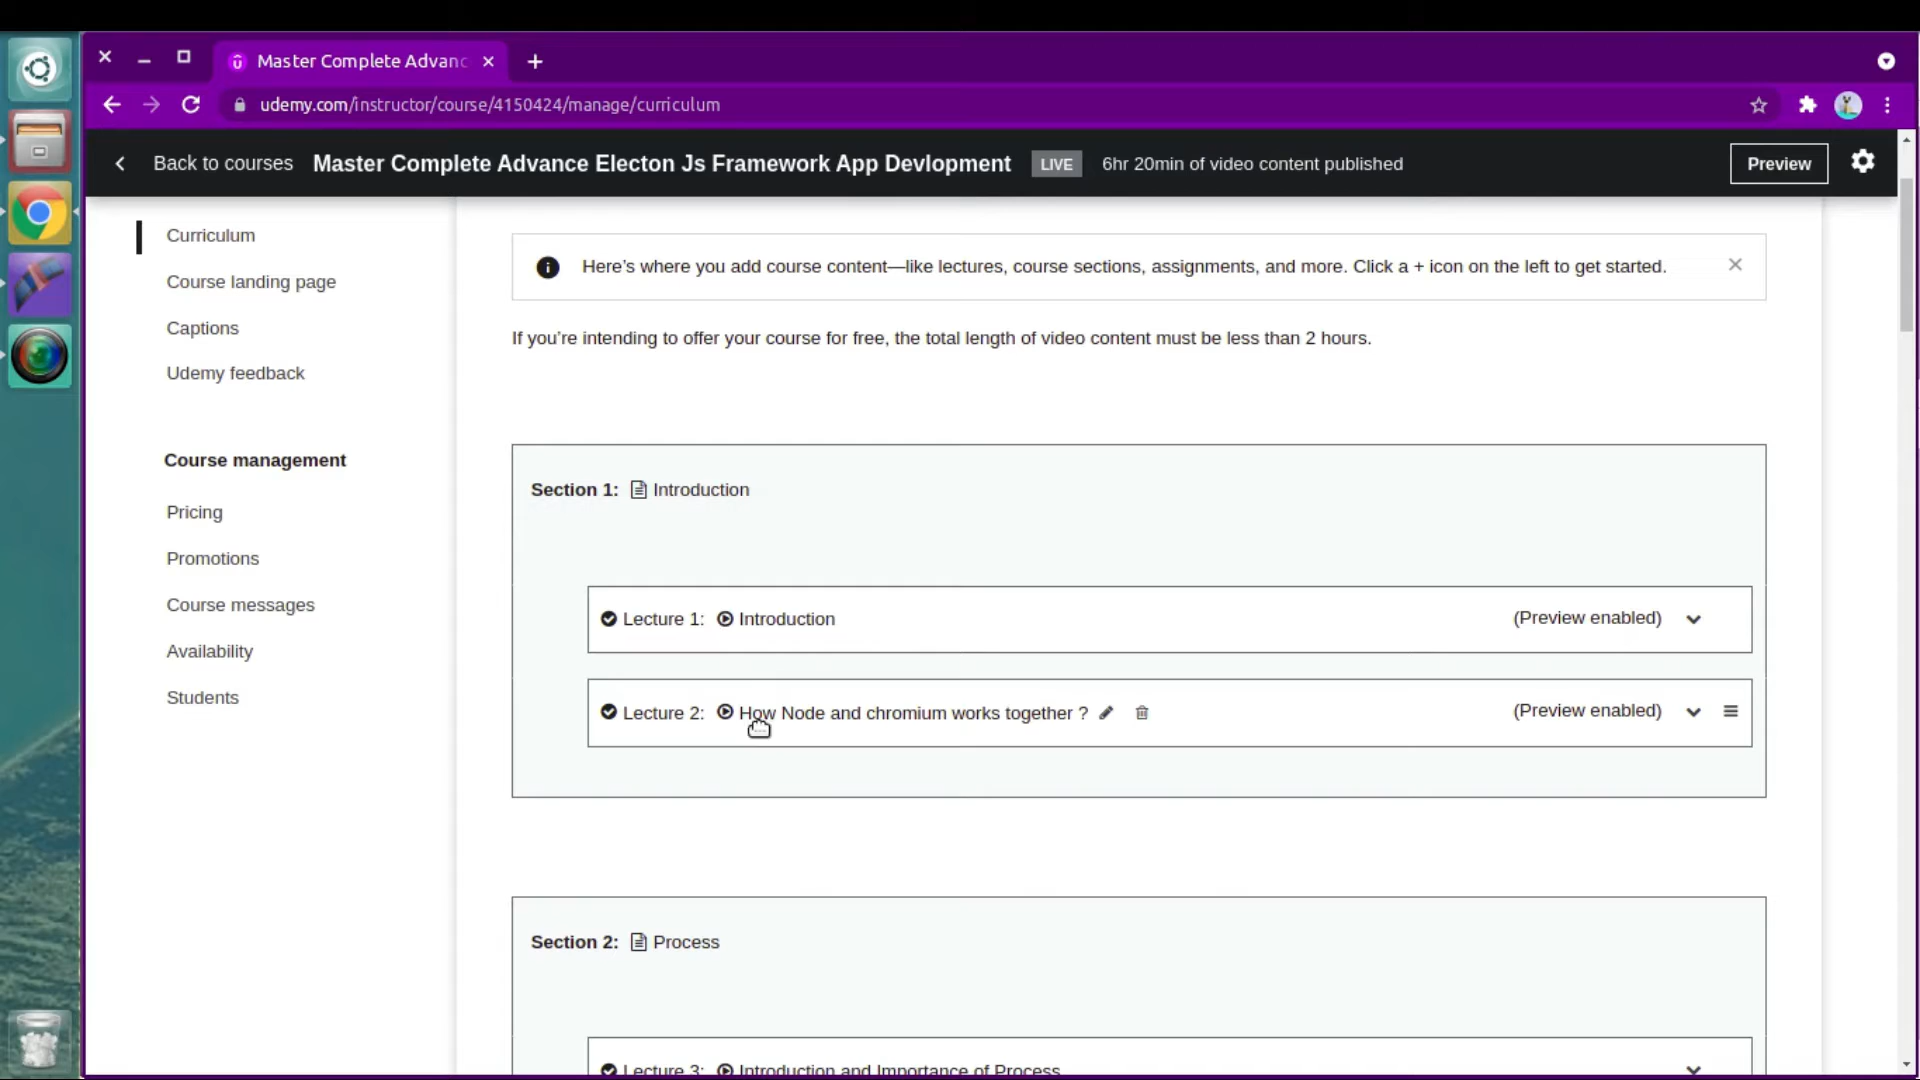 Master Complete Advanc
udemy.com/instructor/course/4150424/manage/curriculum
Back to courses Master Complete Advance Electon Js Framework App Devlopment LIVE 6hr 20min of video content published Preview
Curriculum
Course landing page
Captions
Udemy feedback
Course management
Pricing
Promotions
Course messages
Availability
Students
Here's where you add course content—like lectures, course sections, assignments, and more. Click a + icon on the left to get started.
If you're intending to offer your course for free, the total length of video content must be less than 2 hours.
Section 1: Introduction
Lecture 1: Introduction (Preview enabled)
Lecture 2: How Node and chromium works together ? (Preview enabled)
Section 2: Process
Lecture 3: Introduction and Importance of Process